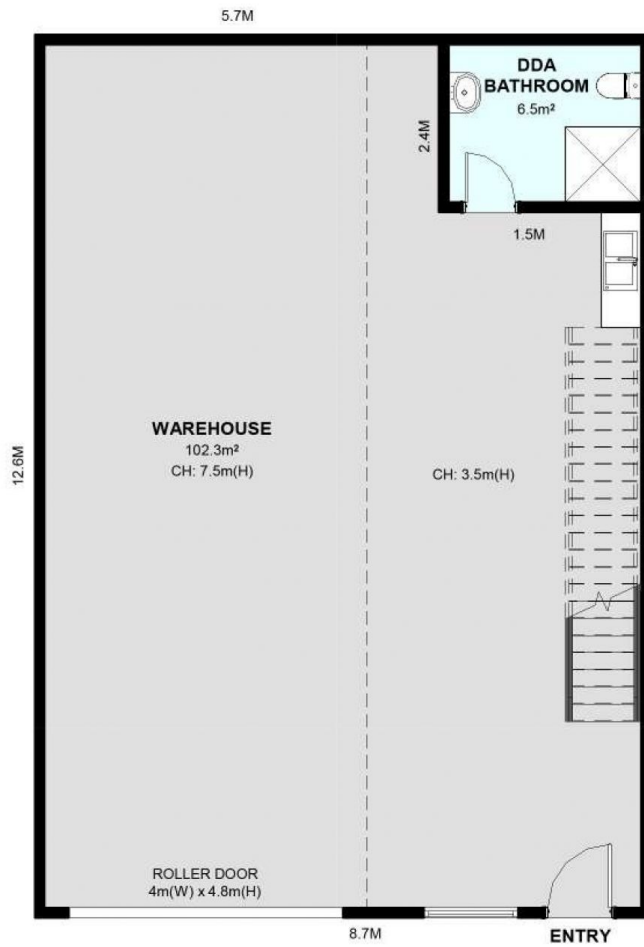 5.7M
DDA
BATHROOM
6.5m²
2.4M
1.5M
WAREHOUSE
102.3m²
CH: 7.5m(H)
CH: 3.5m(H)
12.6M
ROLLER DOOR
4m(W) x 4.8m(H)
8.7M
ENTRY